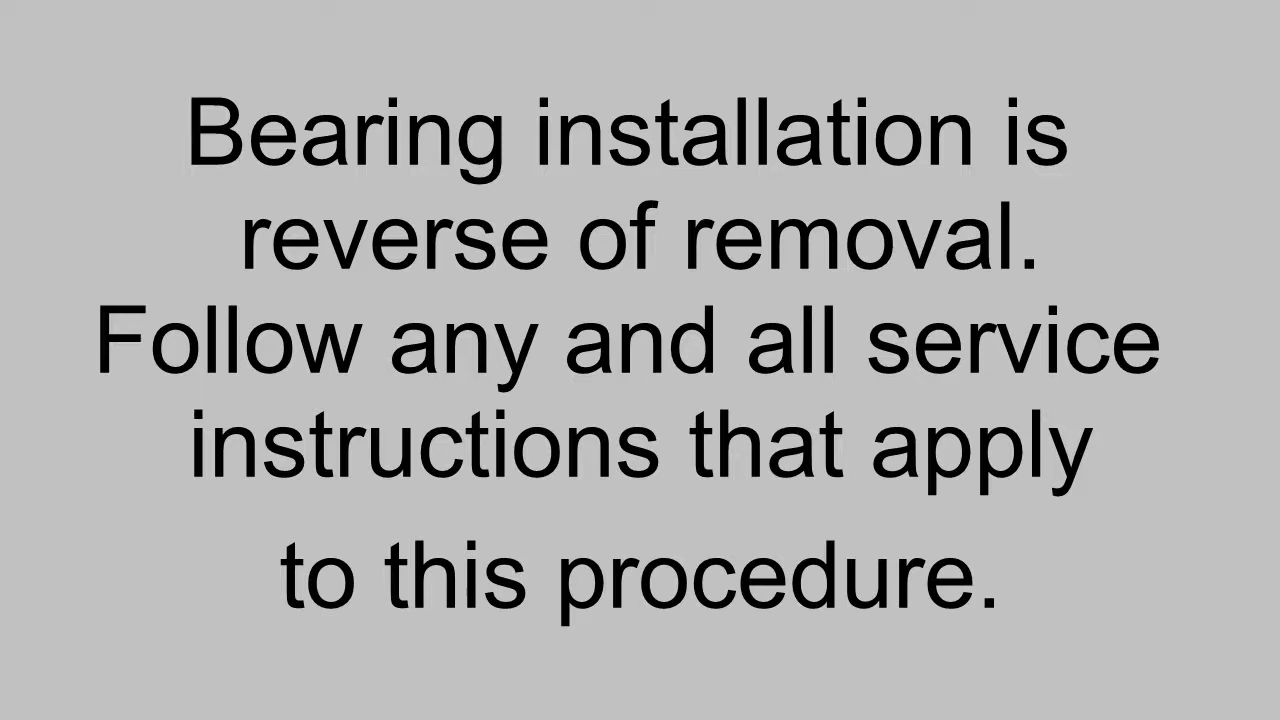 Bearing installation is
reverse of removal.
Follow any and all service
instructions that apply
to this procedure.